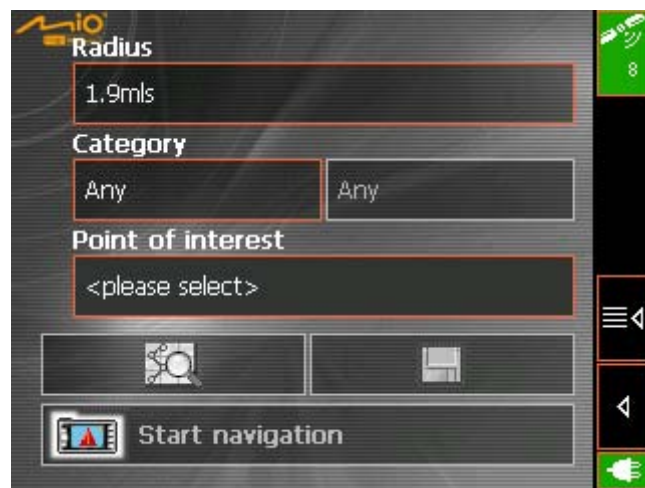 Mio
Radius
8
1.9mls
Category
Any Any
Point of interest
<please select>
Start navigation